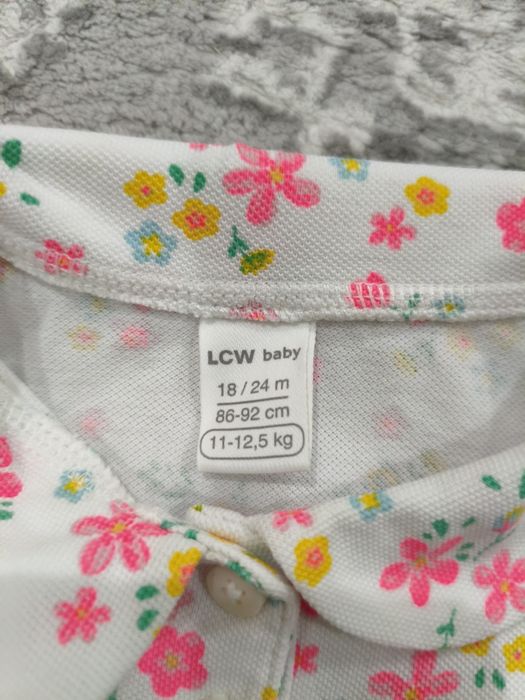 LCW baby
18 / 24 m
86-92 cm
11-12,5 kg